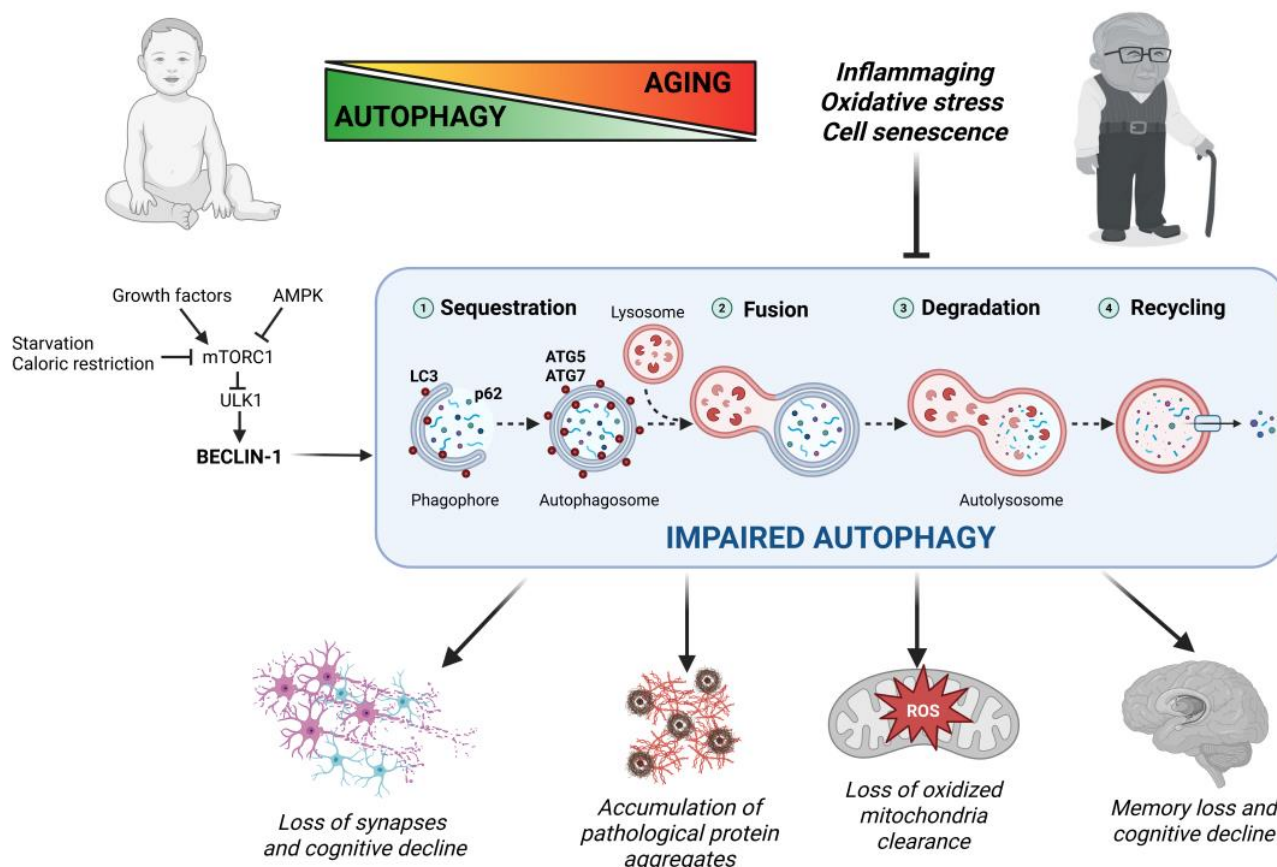 AGING
AUTOPHAGY
Inflammaging
Oxidative stress
Cell senescence
Growth factors
AMPK
Starvation
Caloric restriction
mTORC1
ULK1
BECLIN-1
1 Sequestration
2 Fusion
3 Degradation
4 Recycling
Lysosome
LC3
p62
ATG5
ATG7
Phagophore
Autophagosome
Autolysosome
IMPAIRED AUTOPHAGY
ROS
Loss of synapses
and cognitive decline
Accumulation of
pathological protein
aggregates
Loss of oxidized
mitochondria
clearance
Memory loss and
cognitive decline